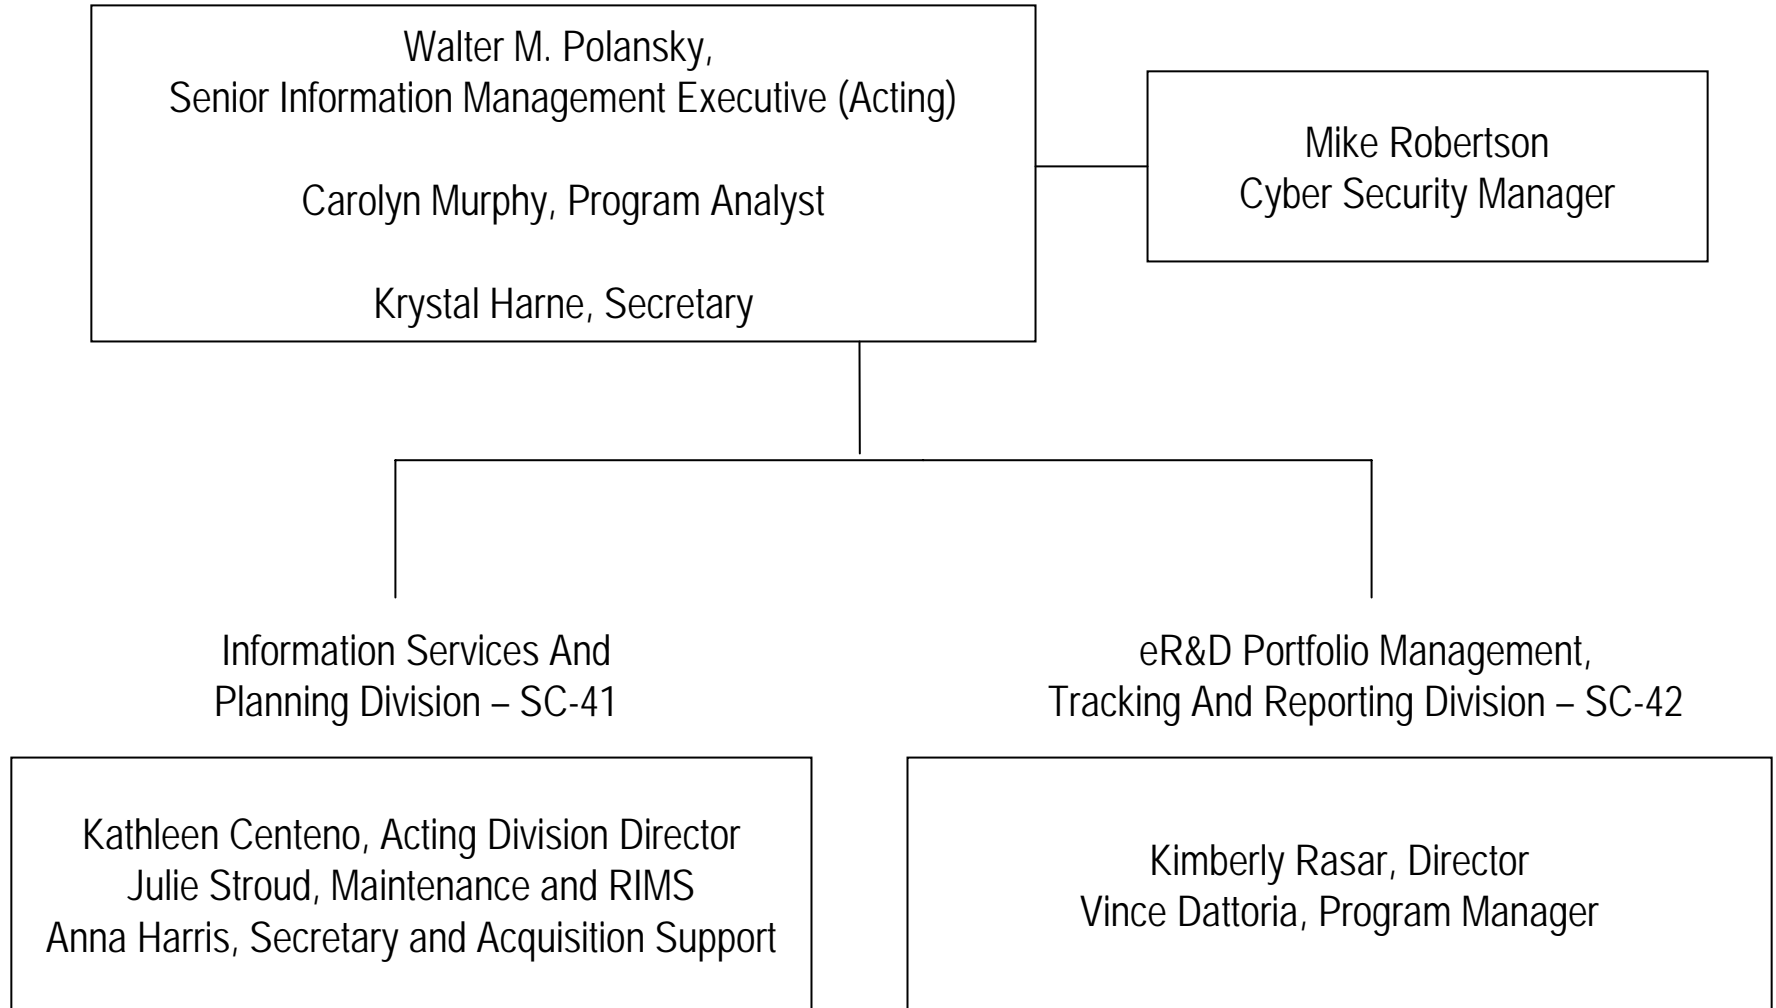 Walter M. Polansky,
Senior Information Management Executive (Acting)
Carolyn Murphy, Program Analyst
Krystal Harne, Secretary
Mike Robertson
Cyber Security Manager
Information Services And
Planning Division – SC-41
eR&D Portfolio Management,
Tracking And Reporting Division – SC-42
Kathleen Centeno, Acting Division Director
Julie Stroud, Maintenance and RIMS
Anna Harris, Secretary and Acquisition Support
Kimberly Rasar, Director
Vince Dattoria, Program Manager